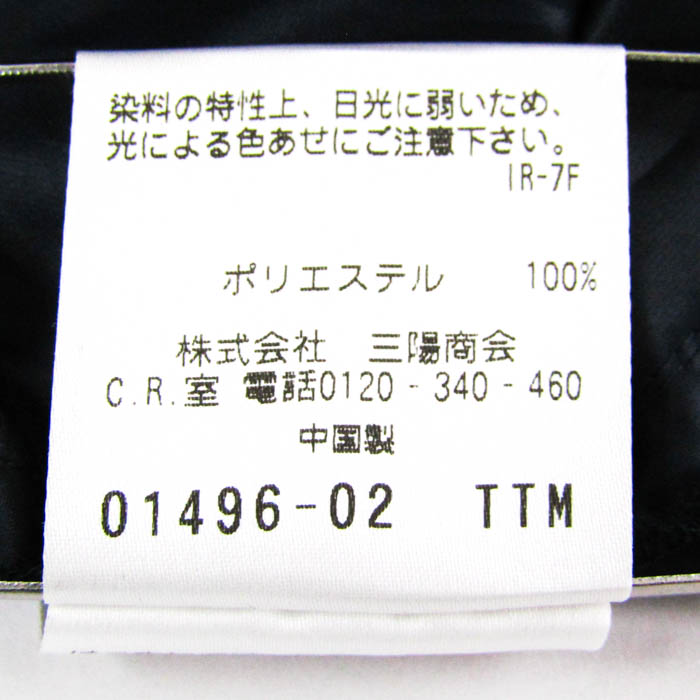 染料の特性上、日光に弱いため、
光による色あせにご注意下さい。
IR-7F
ポリエステル 100%
株式会社 三陽商会
C.R.室 電話0120-340-460
中国製
01496-02 TTM